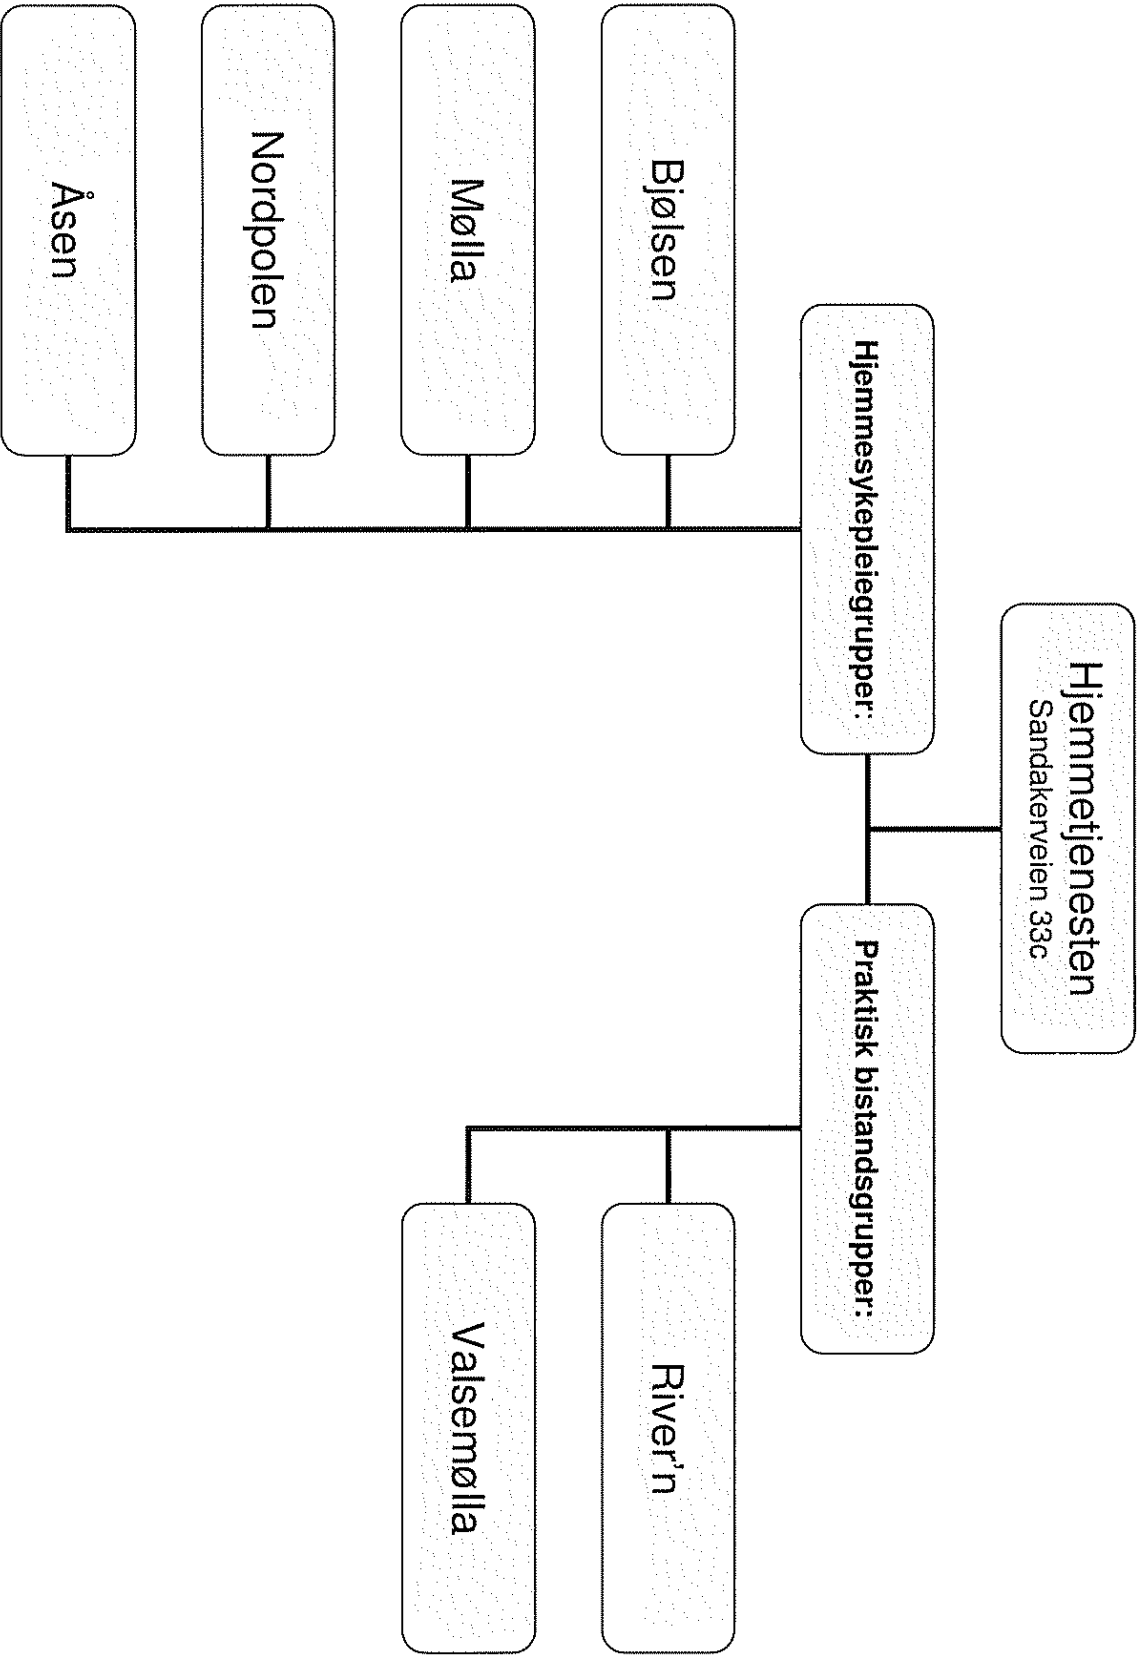 Hjemmetjenesten
Sandakerveien 33c
Hjemmesykepleiegrupper:
Bjølsen
Mølla
Nordpolen
Åsen
Praktisk bistandsgrupper:
River'n
Valsemølla